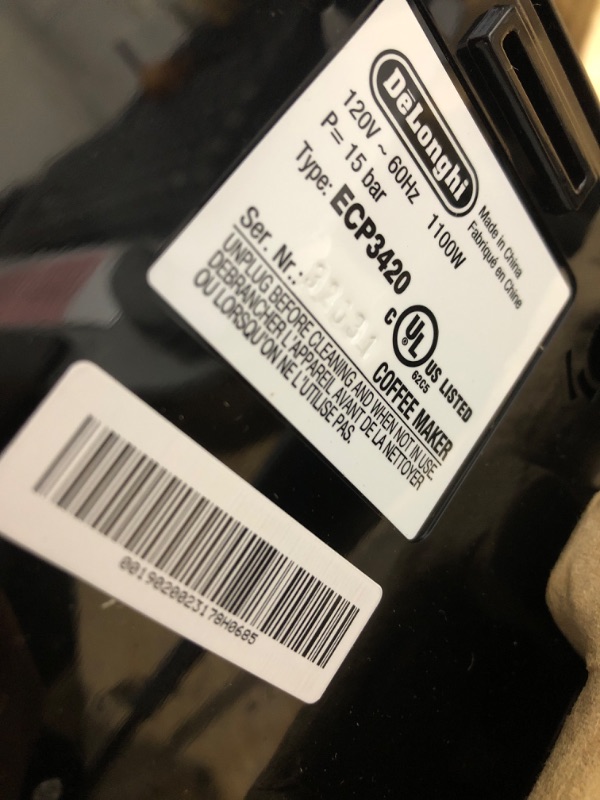 DeLonghi
Made in China
Fabriqué en Chine
120V ~ 60Hz 1100W
P= 15 bar
Type: ECP3420
Ser. Nr.:
C UL US LISTED
62C5
COFFEE MAKER
UNPLUG BEFORE CLEANING AND WHEN NOT IN USE.
DEBRANCHER L'APPAREIL AVANT DE LA NETTOYER
OU LORSQU'ON NE L'UTILISE PAS.
0019020023178H0685